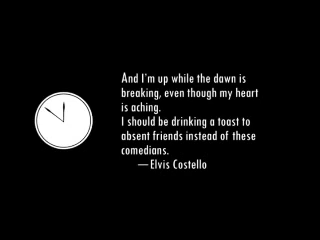 And I'm up while the dawn is
breaking, even though my heart
is aching.
I should be drinking a toast to
absent friends instead of these
comedians.
—Elvis Costello